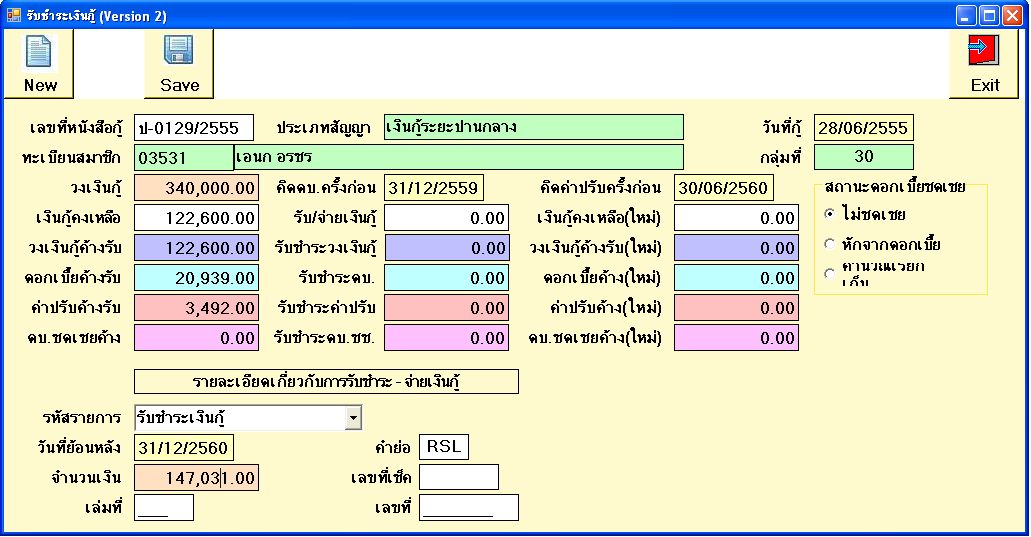 รับชำระเงินกู้ (Version 2)
New Save Exit
เลขที่หนังสือกู้ ป-0129/2555 ประเภทสัญญา เงินกู้ระยะปานกลาง วันที่กู้ 28/06/2555
ทะเบียนสมาชิก 03531 เอนก อรชร กลุ่มที่ 30
วงเงินกู้ 340,000.00 คิดดบ.ครั้งก่อน 31/12/2559 คิดค่าปรับครั้งก่อน 30/06/2560 สถานะดอกเบี้ยชดเชย
เงินกู้คงเหลือ 122,600.00 รับ/จ่ายเงินกู้ 0.00 เงินกู้คงเหลือ(ใหม่) 0.00 ไม่ชดเชย
วงเงินกู้ค้างรับ 122,600.00 รับชำระวงเงินกู้ 0.00 วงเงินกู้ค้างรับ(ใหม่) 0.00 หักจากดอกเบี้ย
ดอกเบี้ยค้างรับ 20,939.00 รับชำระดบ. 0.00 ดอกเบี้ยค้าง(ใหม่) 0.00 คำนวณเรียก
เก็บ
ค่าปรับค้างรับ 3,492.00 รับชำระค่าปรับ 0.00 ค่าปรับค้าง(ใหม่) 0.00
ดบ.ชดเชยค้าง 0.00 รับชำระดบ.ชช. 0.00 ดบ.ชดเชยค้าง(ใหม่) 0.00
รายละเอียดเกี่ยวกับการรับชำระ - จ่ายเงินกู้
รหัสรายการ รับชำระเงินกู้
วันที่ย้อนหลัง 31/12/2560 คำย่อ RSL
จำนวนเงิน 147,031.00 เลขที่เช็ค
เล่มที่ ____ เลขที่ ________